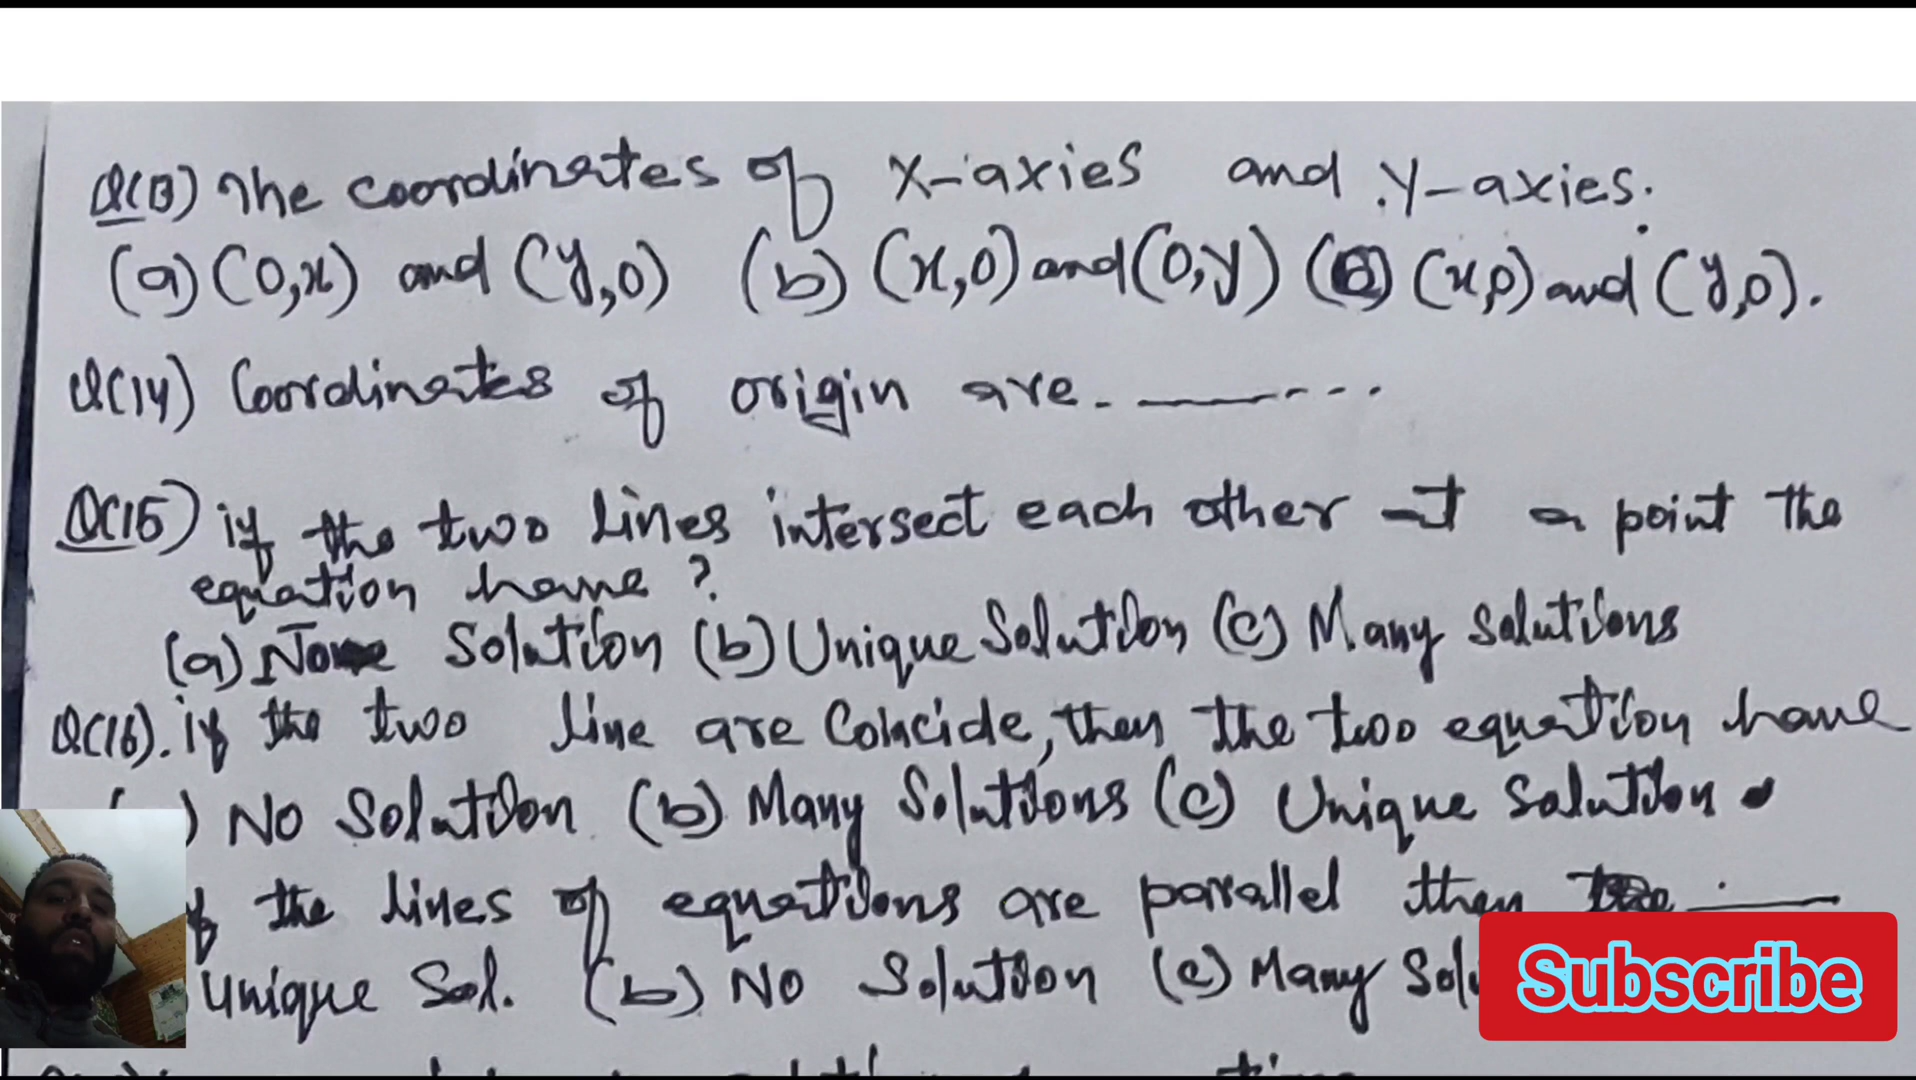 Q(13) The coordinates of X-axies and Y-axies.
(a) (0,x) and (y,0) (b) (x,0) and (0,y) (c) (x,0) and (y,0).
Q(14) Coordinates of origin are
Q(15) if the two lines intersect each other at a point the
equation have ?
(a) No Solution (b) Unique Solution (c) Many Solutions
Q(16). if the two line are Coincide, then the two equation have
) No Solution (b) Many Solutions (c) Unique Solution.
the lines of equations are parallel then
Unique Sol. (b) No Solution (c) Many Solu
Subscribe